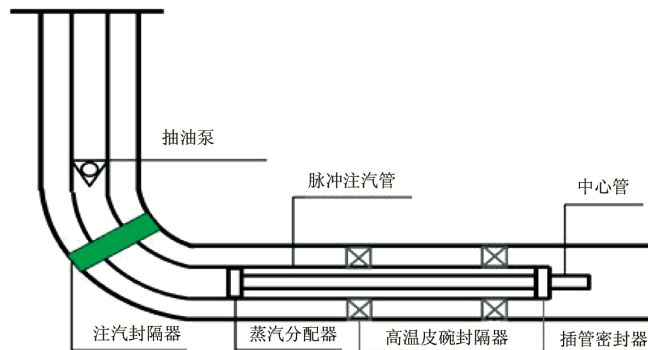 抽油泵
脉冲注汽管
中心管
注汽封隔器
蒸汽分配器
高温皮碗封隔器
插管密封器